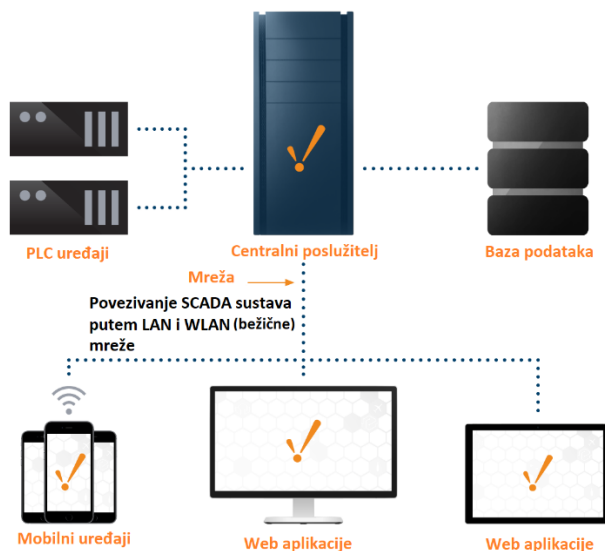 PLC uređaji
Centralni poslužitelj
Baza podataka
Mreža
Povezivanje SCADA sustava
putem LAN i WLAN (bežične)
mreže
Mobilni uređaji
Web aplikacije
Web aplikacije